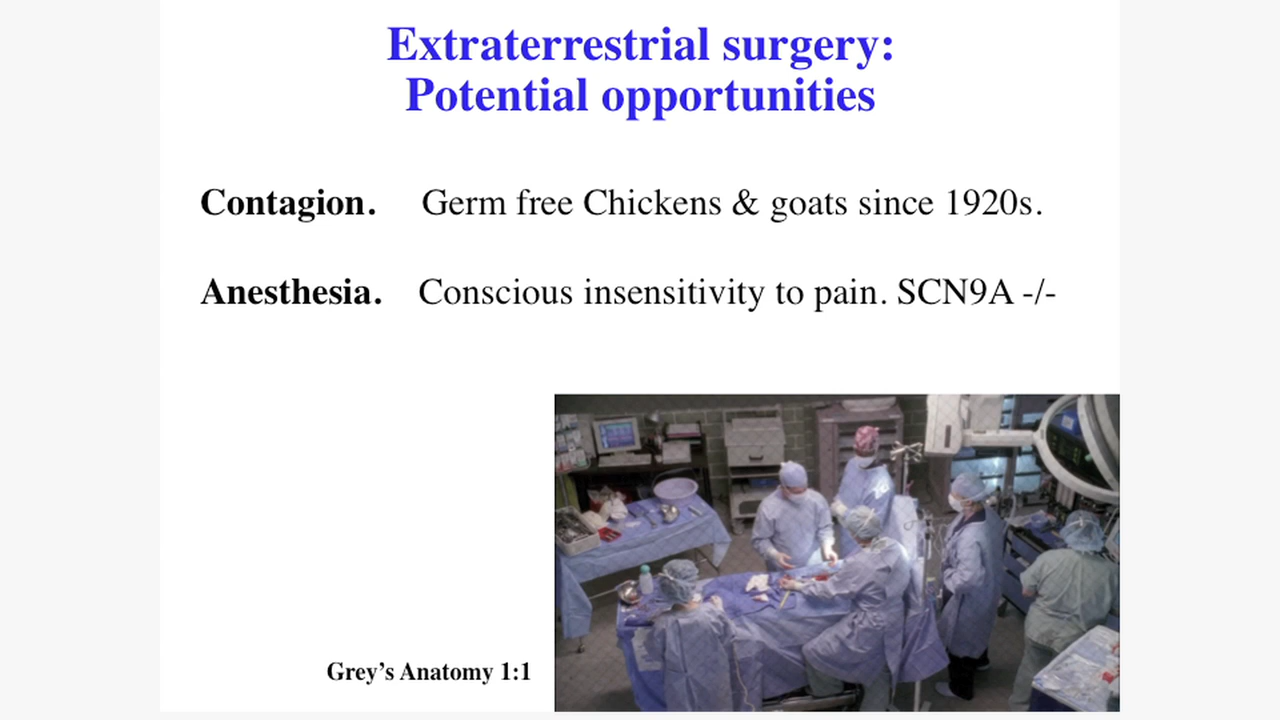 Extraterrestrial surgery:
Potential opportunities
Contagion. Germ free Chickens & goats since 1920s.
Anesthesia. Conscious insensitivity to pain. SCN9A -/-
Grey’s Anatomy 1:1